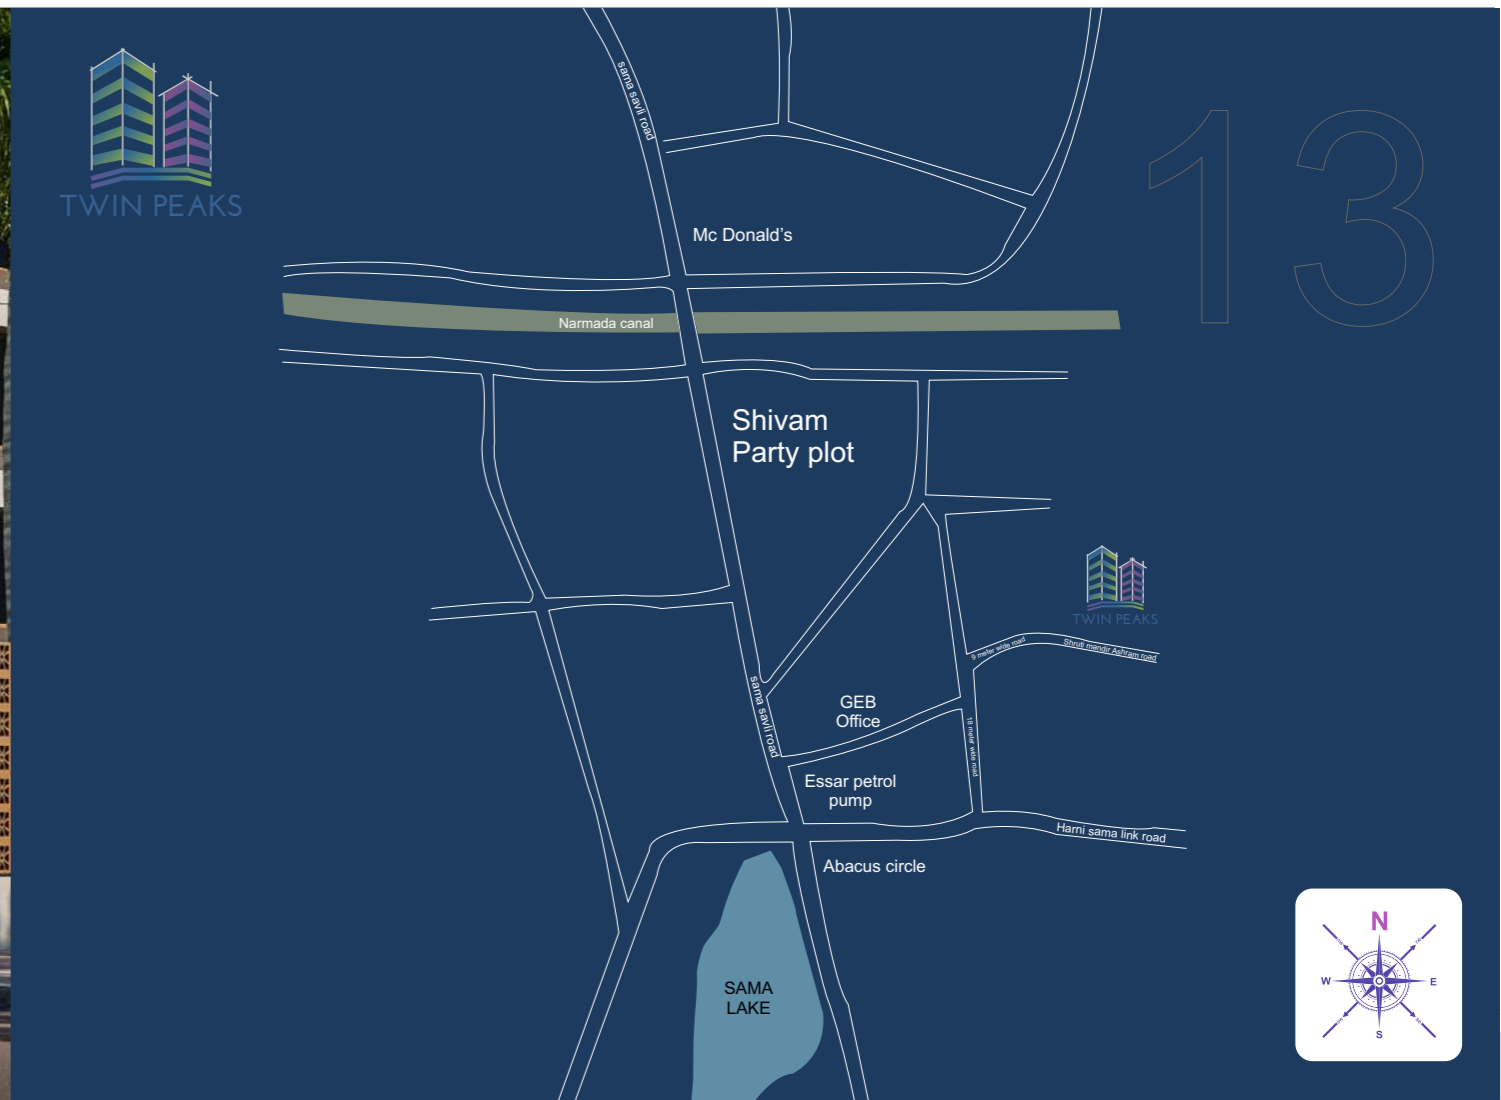 TWIN PEAKS
13
sama savli road
Mc Donald's
Narmada canal
Shivam
Party plot
TWIN PEAKS
9 meter wide road
Shruti mandir Ashram road
sama savli road
GEB
Office
18 meter wide road
Essar petrol
pump
Harni sama link road
Abacus circle
SAMA
LAKE
N
W
E
S